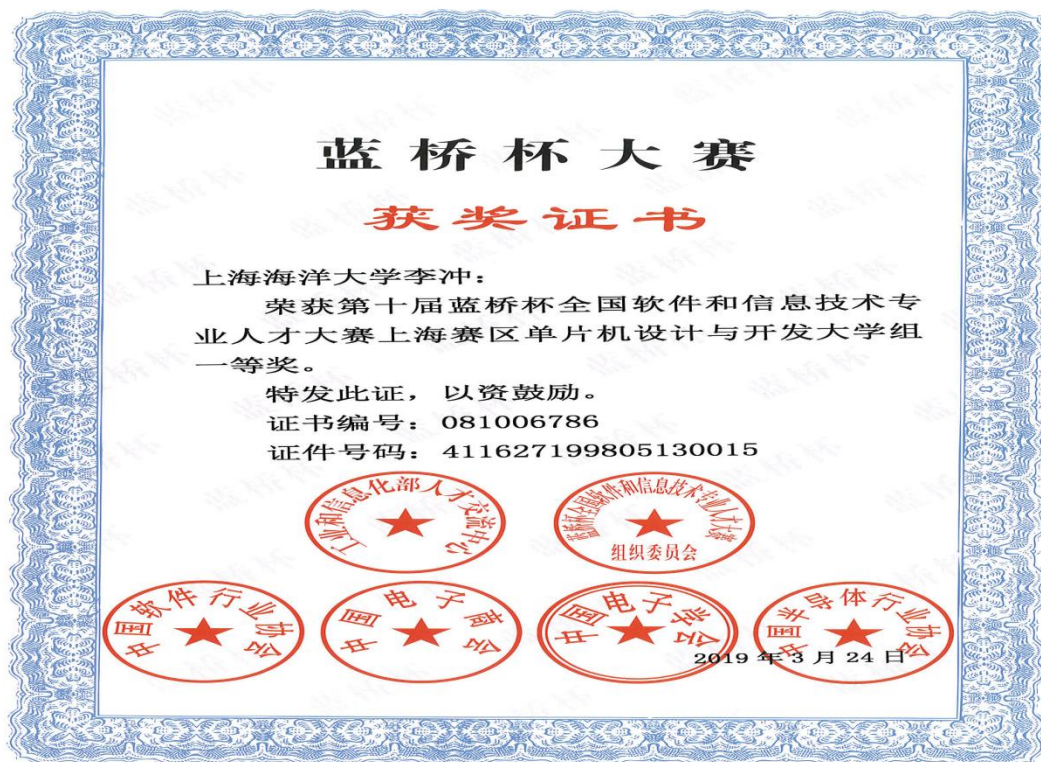 蓝桥杯大赛
获奖证书
上海海洋大学李冲：
荣获第十届蓝桥杯全国软件和信息技术专
业人才大赛上海赛区单片机设计与开发大学组
一等奖。
特发此证，以资鼓励。
证书编号：081006786
证件号码：411627199805130015
工业和信息化部人才交流中心
蓝桥杯全国软件和信息技术专业人才大赛
组织委员会
中国软件行业协会
中国电子商会
中国电子学会
中国半导体行业协会
2019 年 3 月 24 日